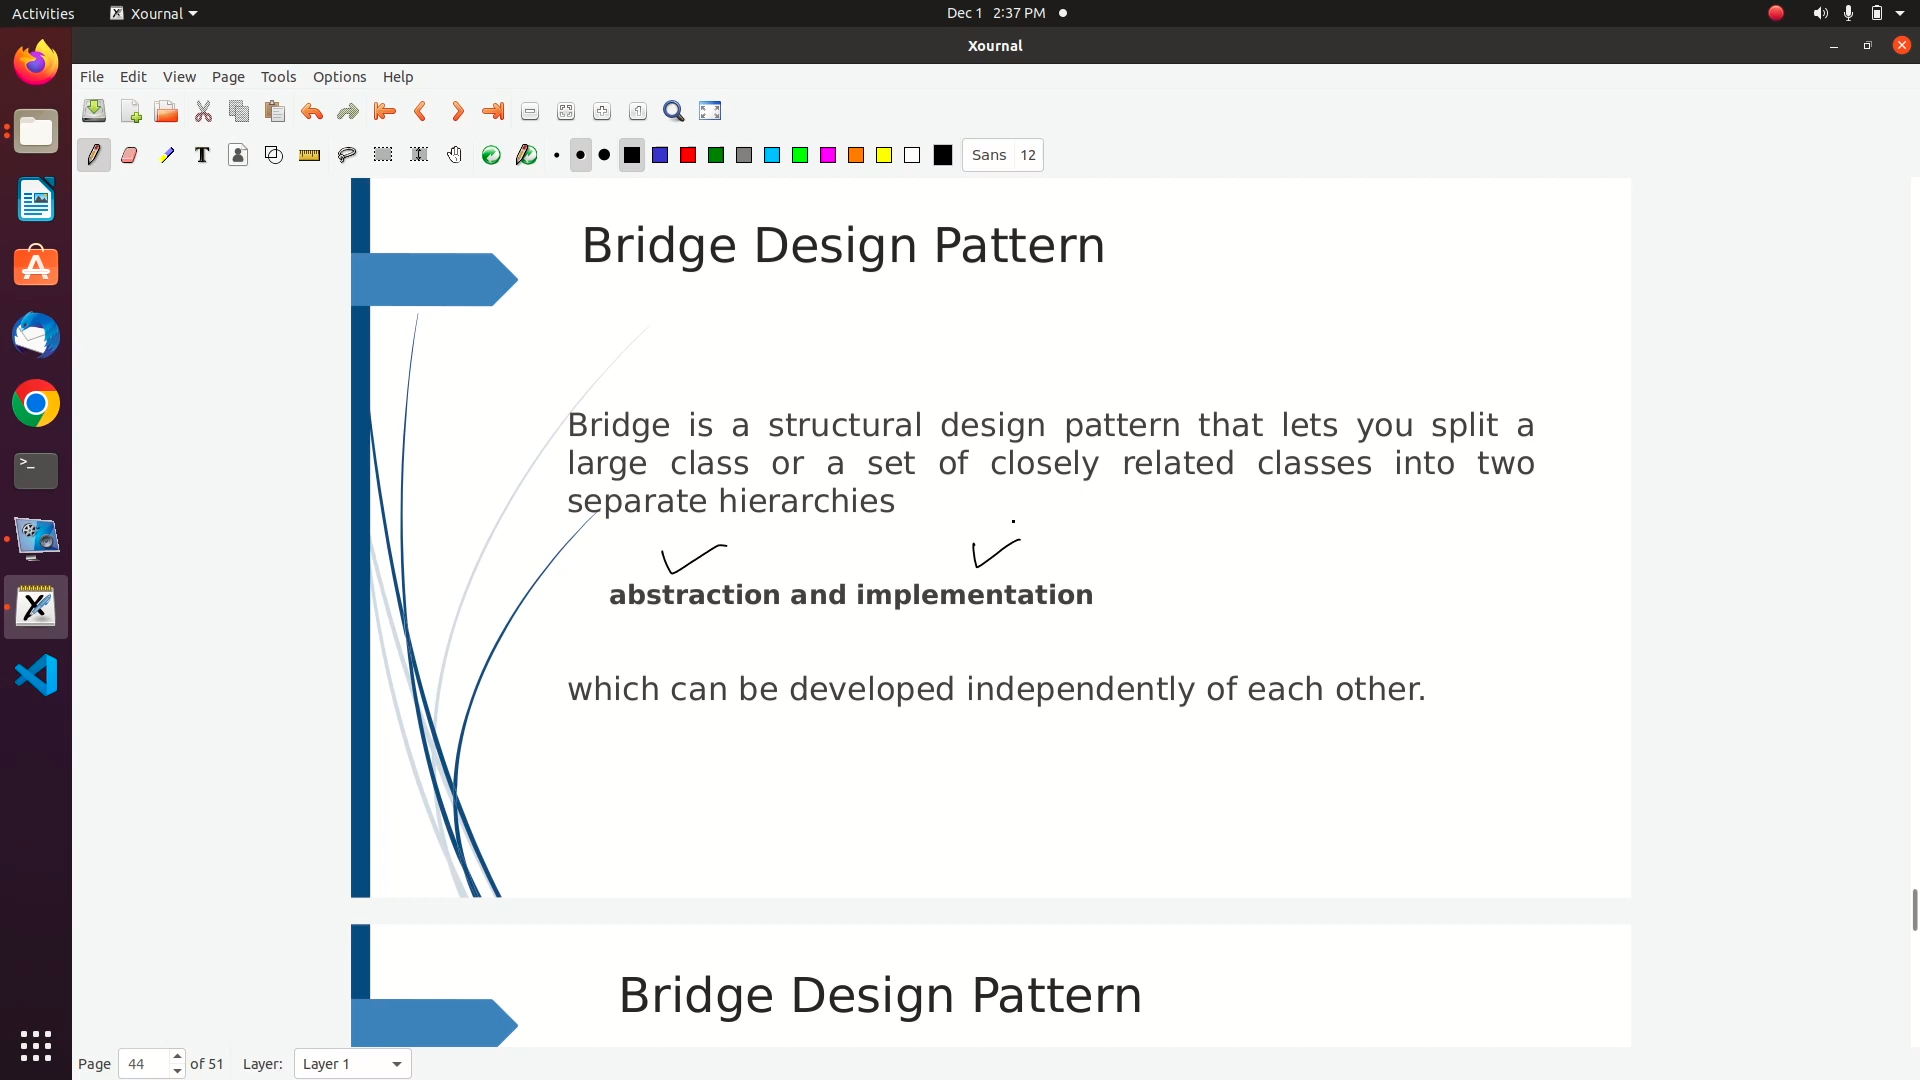 Activities
Xournal
Dec 1 2:37 PM
Xournal
File Edit View Page Tools Options Help
Sans 12
Bridge Design Pattern
Bridge is a structural design pattern that lets you split a
large class or a set of closely related classes into two
separate hierarchies
abstraction and implementation
which can be developed independently of each other.
Bridge Design Pattern
Page 44 of 51 Layer: Layer 1